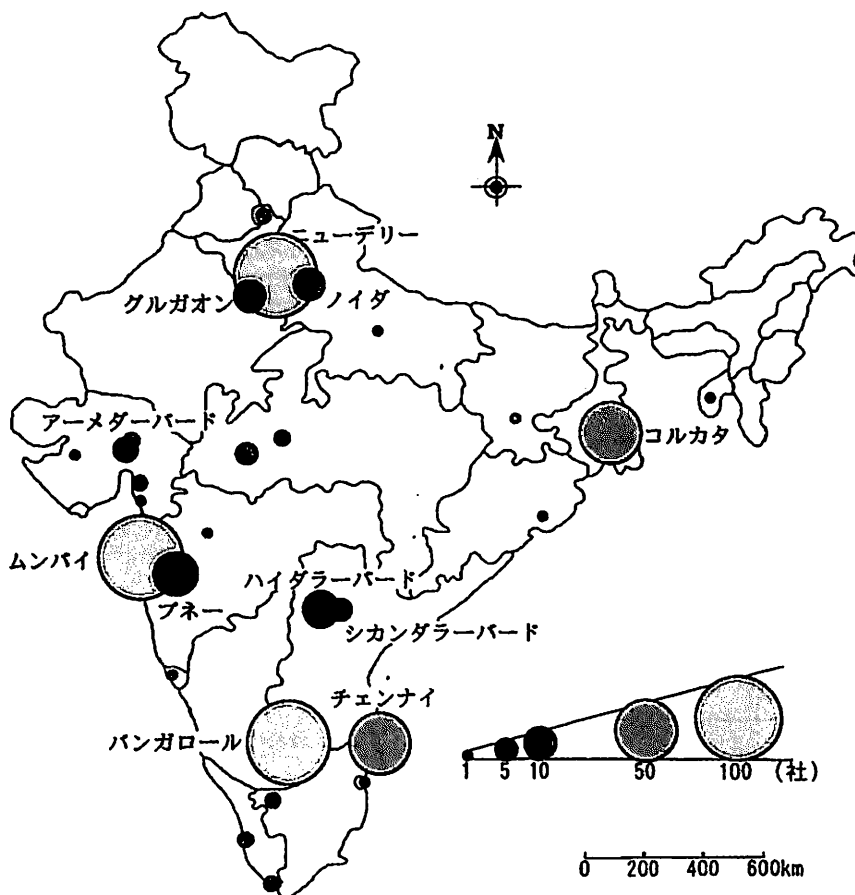 N
ニューデリー
グルガオン
ノイダ
アーメダーバード
コルカタ
ムンバイ
プネー
ハイダラーバード
シカンダラーバード
チェンナイ
バンガロール
1 5 10 50 100 (社)
0 200 400 600km